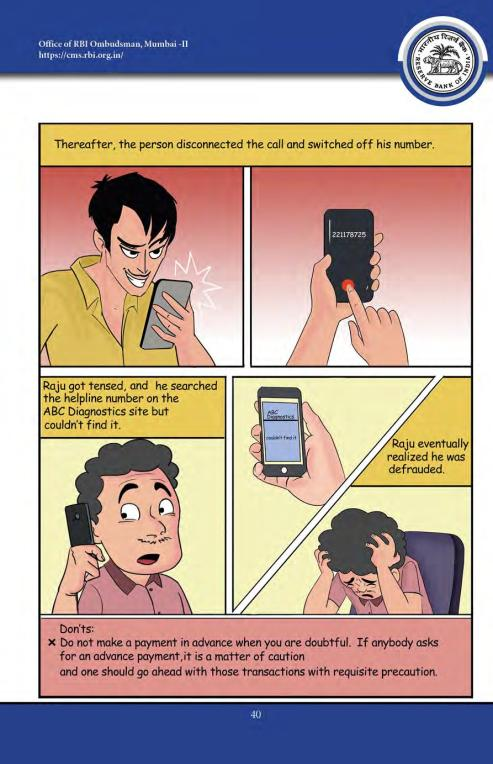 Office of RBI Ombudsman, Mumbai -II
https://cms.rbi.org.in/
भारतीय रिज़र्व बैंक
RESERVE BANK OF INDIA
Thereafter, the person disconnected the call and switched off his number.
221178725
Raju got tensed, and he searched
the helpline number on the
ABC Diagnostics site but
couldn't find it.
ABC
Diagnostics
couldn't find it
Raju eventually
realized he was
defrauded.
Don'ts:
× Do not make a payment in advance when you are doubtful. If anybody asks
for an advance payment,it is a matter of caution
and one should go ahead with those transactions with requisite precaution.
40